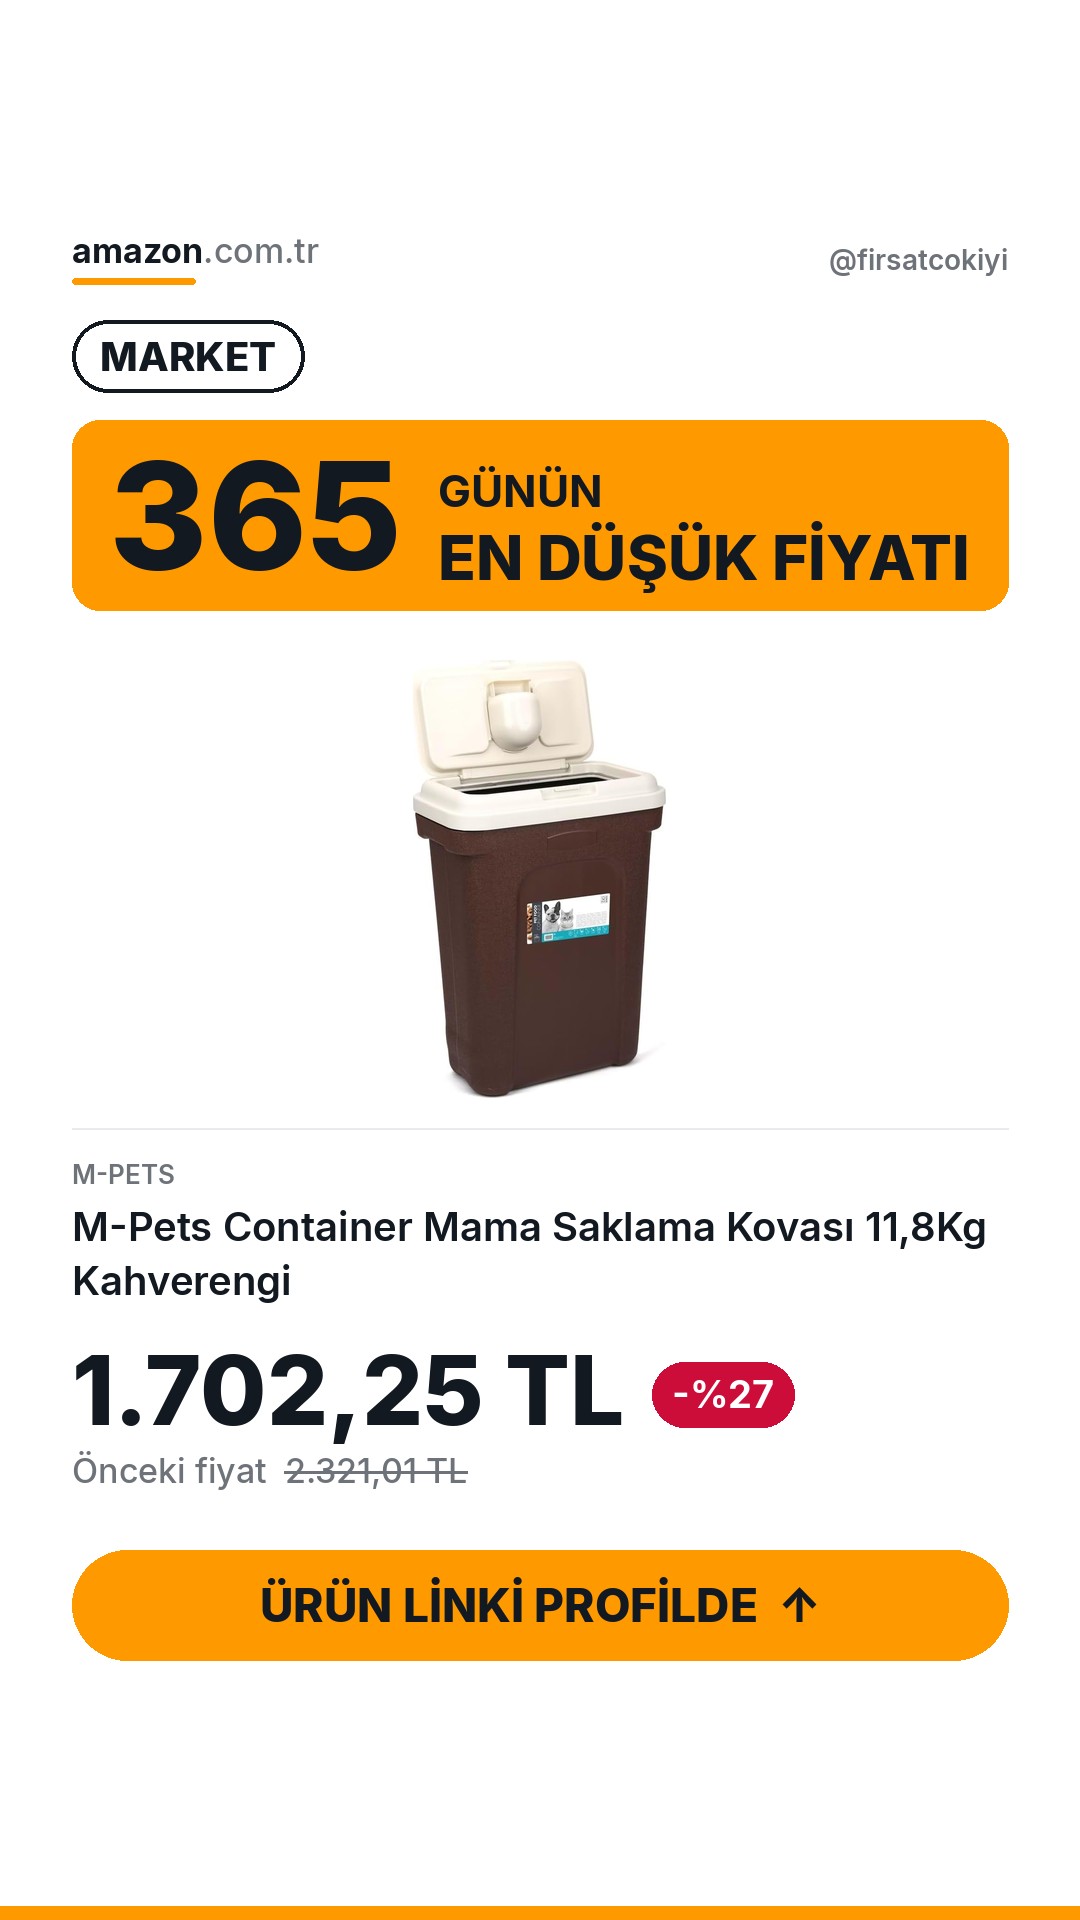 amazon.com.tr
@firsatcokiyi
MARKET
365
GÜNÜN
EN DÜŞÜK FİYATI
M-PETS
M-Pets Container Mama Saklama Kovası 11,8Kg
Kahverengi
1.702,25 TL
-%27
Önceki fiyat 2.321,01 TL
ÜRÜN LİNKİ PROFİLDE ↑